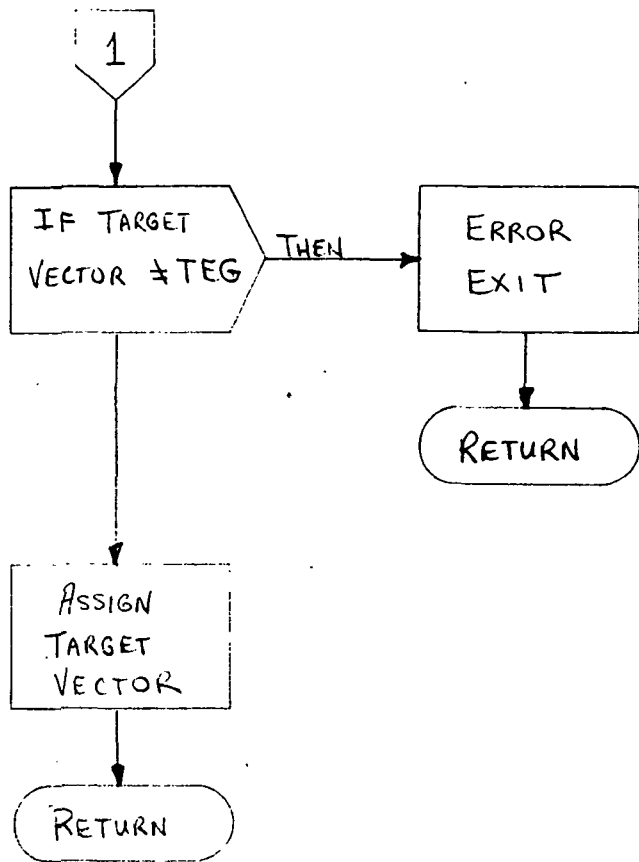 1
IF TARGET
VECTOR ≠ TEG
THEN
ERROR
EXIT
RETURN
ASSIGN
TARGET
VECTOR
RETURN